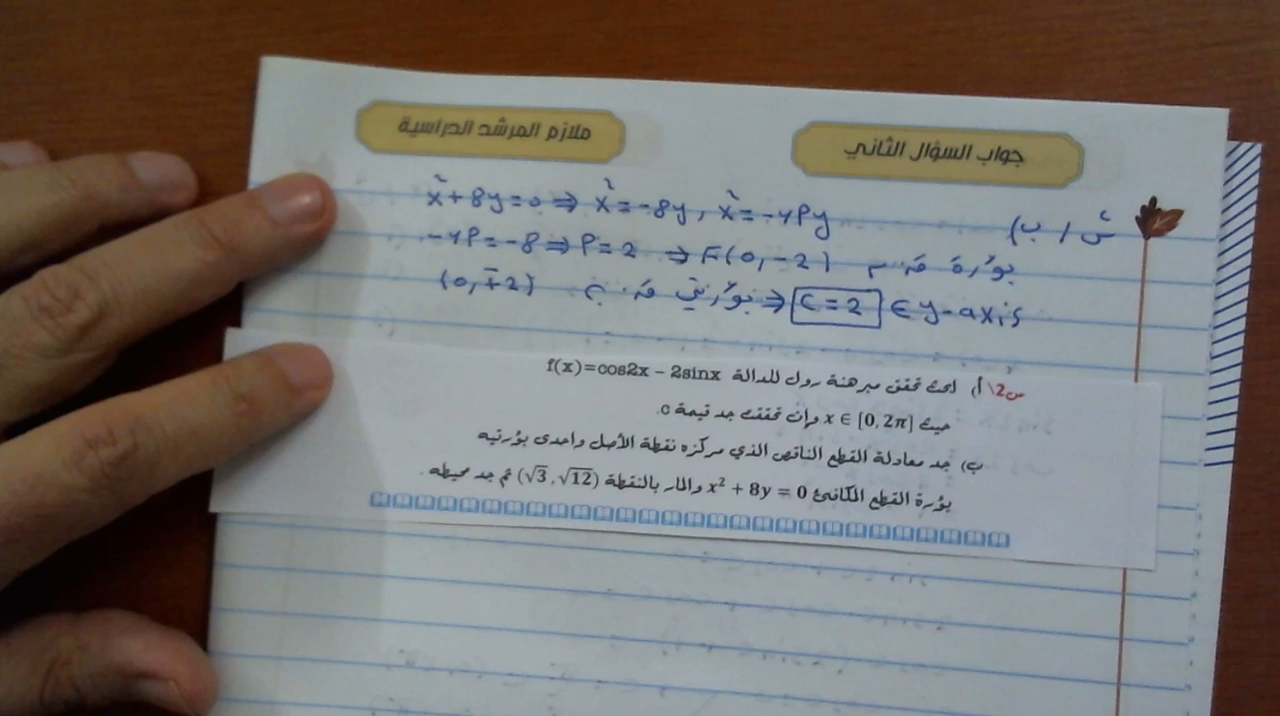 جواب السؤال الثاني
ملازم المرشد الدراسية
س٢ / ب)
x² + 8y = 0 ⇒ x² = -8y , x² = -4Py
-4P = -8 ⇒ P = 2 ⇒ F(0, -2) بؤرة ق.م
(0, ∓2) بؤرتي ق.ن ⇐ C = 2 ∈ y-axis
س2\ أ) ابحث تحقق مبرهنة رول للدالة f(x)=cos2x − 2sinx
حيث x ∈ [0, 2π] وإن تحققت جد قيمة c.
ب) جد معادلة القطع الناقص الذي مركزه نقطة الأصل واحدى بؤرتيه
بؤرة القطع المكافئ x² + 8y = 0 والمار بالنقطة (√3, √12) ثم جد محيطه.